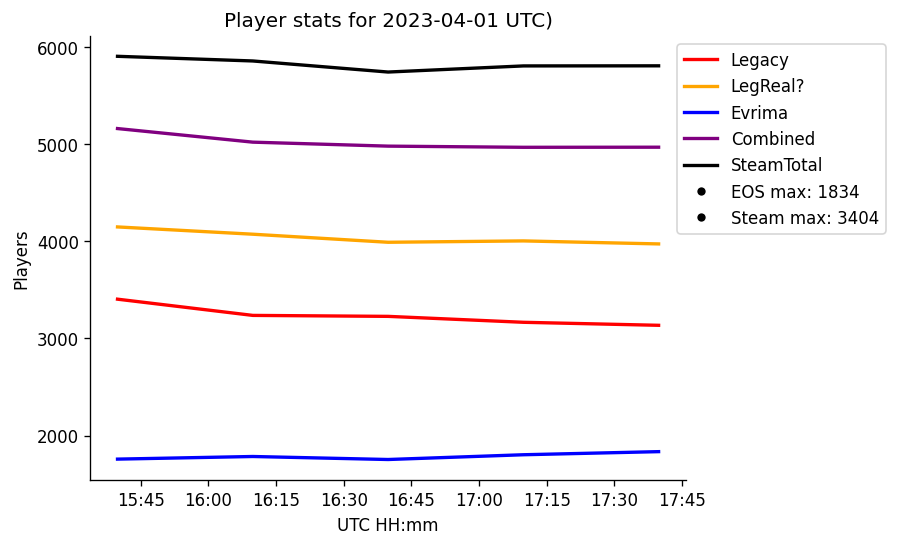 Player stats for 2023-04-01 UTC)
6000
5000
4000
3000
2000
Players
15:45 16:00 16:15 16:30 16:45 17:00 17:15 17:30 17:45
UTC HH:mm
Legacy
LegReal?
Evrima
Combined
SteamTotal
EOS max: 1834
Steam max: 3404